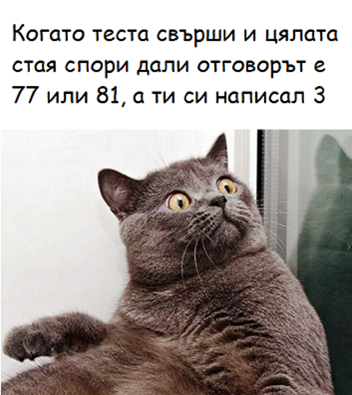 Когато теста свърши и цялата
стая спори дали отговорът е
77 или 81, а ти си написал 3